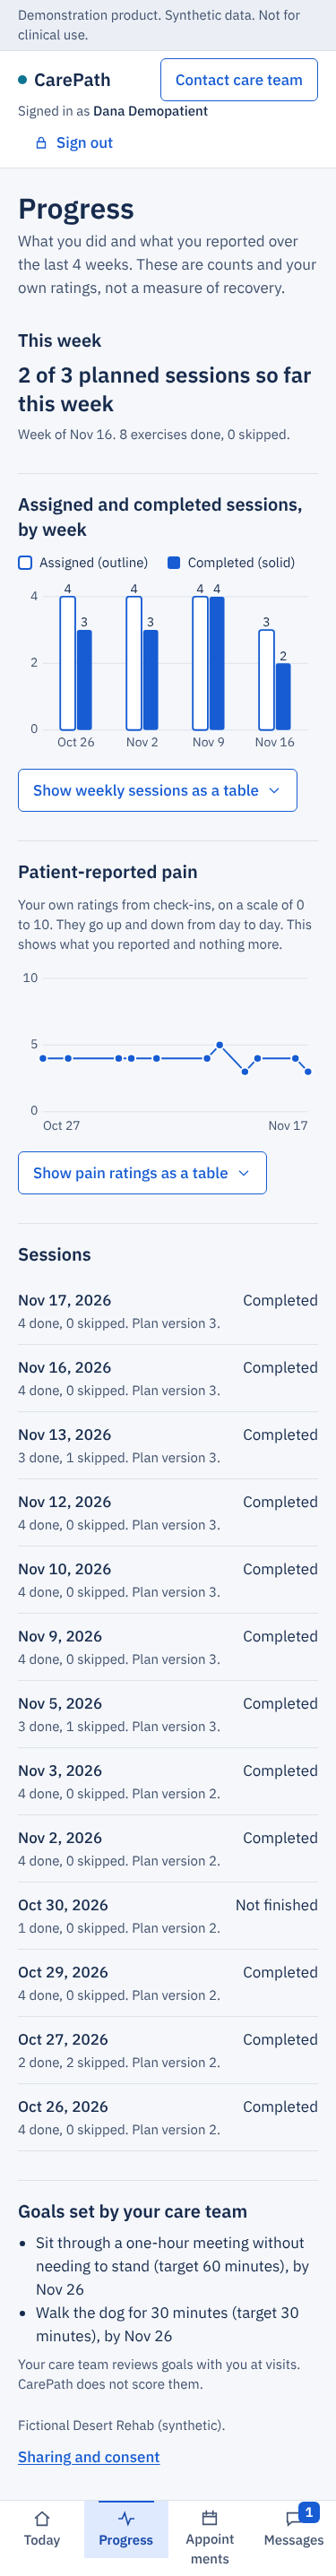 Demonstration product. Synthetic data. Not for
clinical use.
CarePath
Contact care team
Signed in as Dana Demopatient
Sign out
Progress
What you did and what you reported over
the last 4 weeks. These are counts and your
own ratings, not a measure of recovery.
This week
2 of 3 planned sessions so far
this week
Week of Nov 16. 8 exercises done, 0 skipped.
Assigned and completed sessions,
by week
Assigned (outline) Completed (solid)
4 3 4 3 4 4 3 2
4
2
0
Oct 26 Nov 2 Nov 9 Nov 16
Show weekly sessions as a table
Patient-reported pain
Your own ratings from check-ins, on a scale of 0
to 10. They go up and down from day to day. This
shows what you reported and nothing more.
10
5
0
Oct 27 Nov 17
Show pain ratings as a table
Sessions
Nov 17, 2026 Completed
4 done, 0 skipped. Plan version 3.
Nov 16, 2026 Completed
4 done, 0 skipped. Plan version 3.
Nov 13, 2026 Completed
3 done, 1 skipped. Plan version 3.
Nov 12, 2026 Completed
4 done, 0 skipped. Plan version 3.
Nov 10, 2026 Completed
4 done, 0 skipped. Plan version 3.
Nov 9, 2026 Completed
4 done, 0 skipped. Plan version 3.
Nov 5, 2026 Completed
3 done, 1 skipped. Plan version 3.
Nov 3, 2026 Completed
4 done, 0 skipped. Plan version 2.
Nov 2, 2026 Completed
4 done, 0 skipped. Plan version 2.
Oct 30, 2026 Not finished
1 done, 0 skipped. Plan version 2.
Oct 29, 2026 Completed
4 done, 0 skipped. Plan version 2.
Oct 27, 2026 Completed
2 done, 2 skipped. Plan version 2.
Oct 26, 2026 Completed
4 done, 0 skipped. Plan version 2.
Goals set by your care team
• Sit through a one-hour meeting without
needing to stand (target 60 minutes), by
Nov 26
• Walk the dog for 30 minutes (target 30
minutes), by Nov 26
Your care team reviews goals with you at visits.
CarePath does not score them.
Fictional Desert Rehab (synthetic).
Sharing and consent
1
Today
Progress
Appoint
ments
Messages